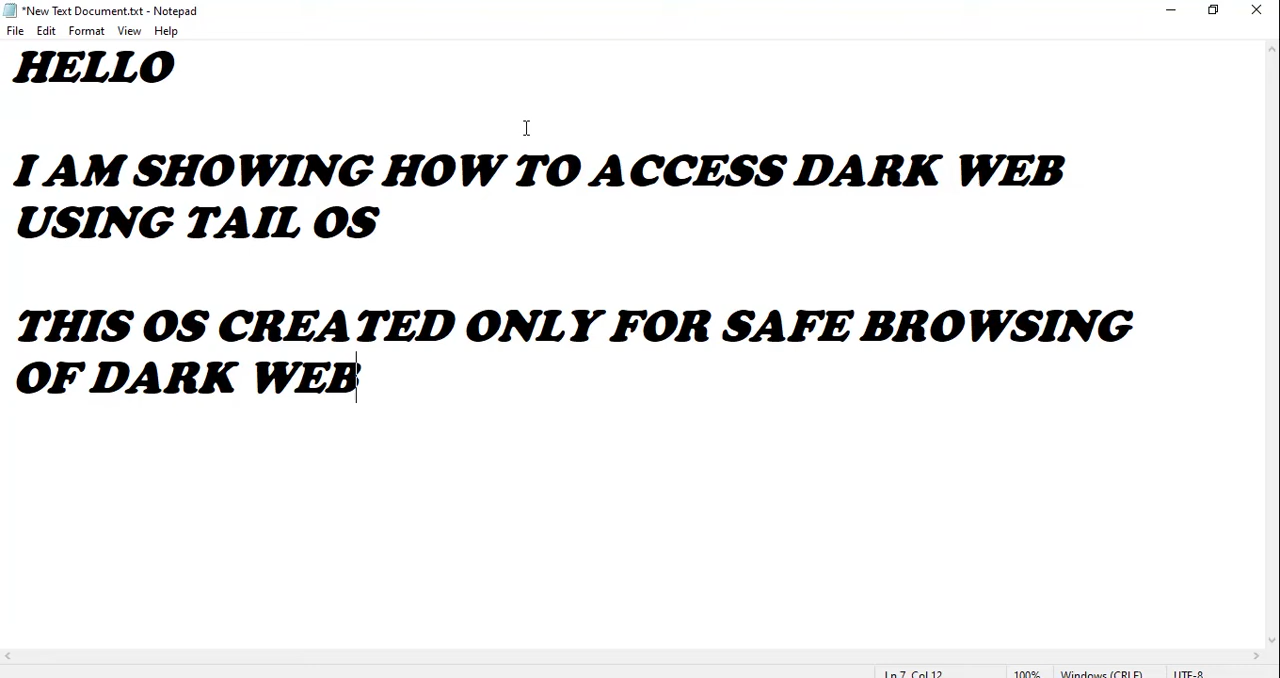 *New Text Document.txt - Notepad
File Edit Format View Help
HELLO
I AM SHOWING HOW TO ACCESS DARK WEB
USING TAIL OS
THIS OS CREATED ONLY FOR SAFE BROWSING
OF DARK WEB
Ln 7, Col 12 100% Windows (CRLF) UTF-8